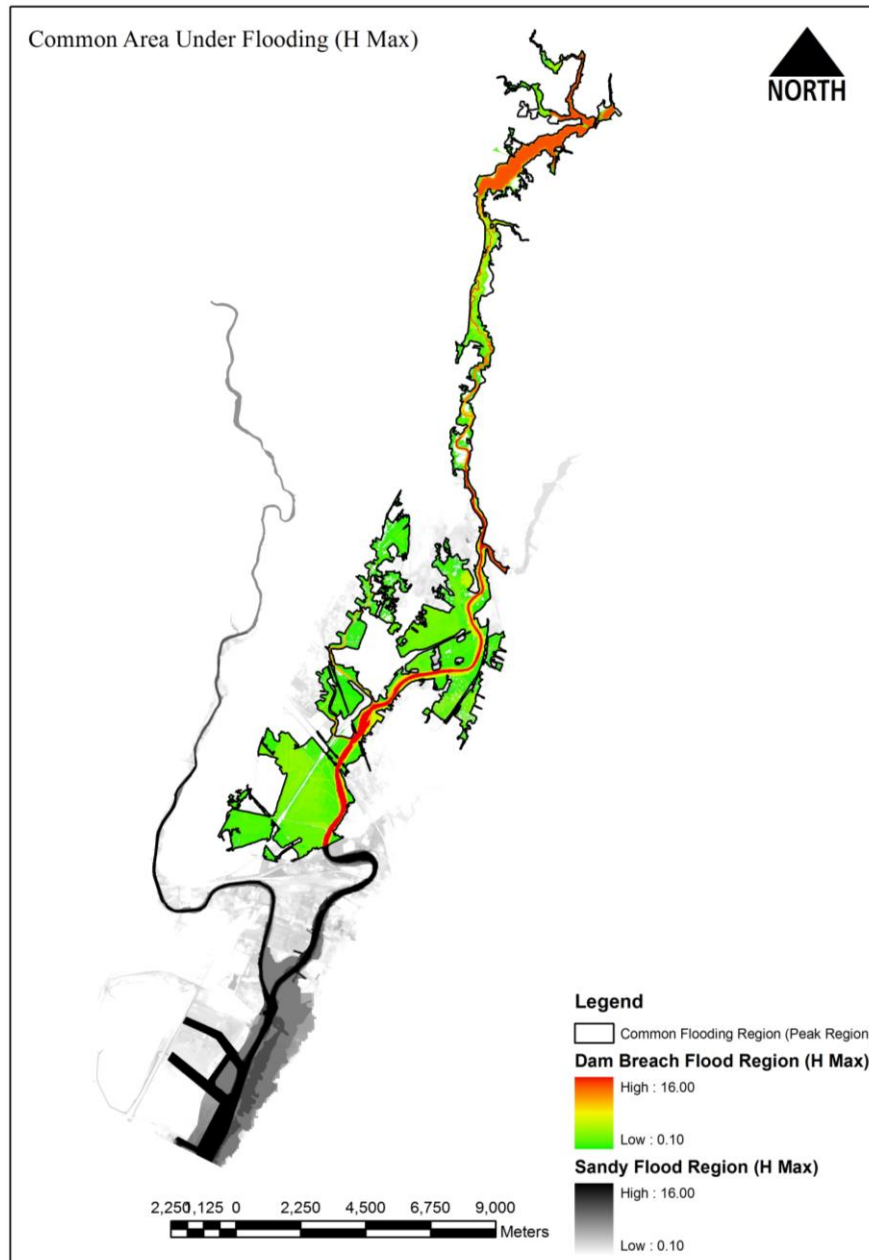 Common Area Under Flooding (H Max)
NORTH
Legend
Common Flooding Region (Peak Region
Dam Breach Flood Region (H Max)
High : 16.00
Low : 0.10
Sandy Flood Region (H Max)
High : 16.00
Low : 0.10
2,250 1,125 0 2,250 4,500 6,750 9,000
Meters